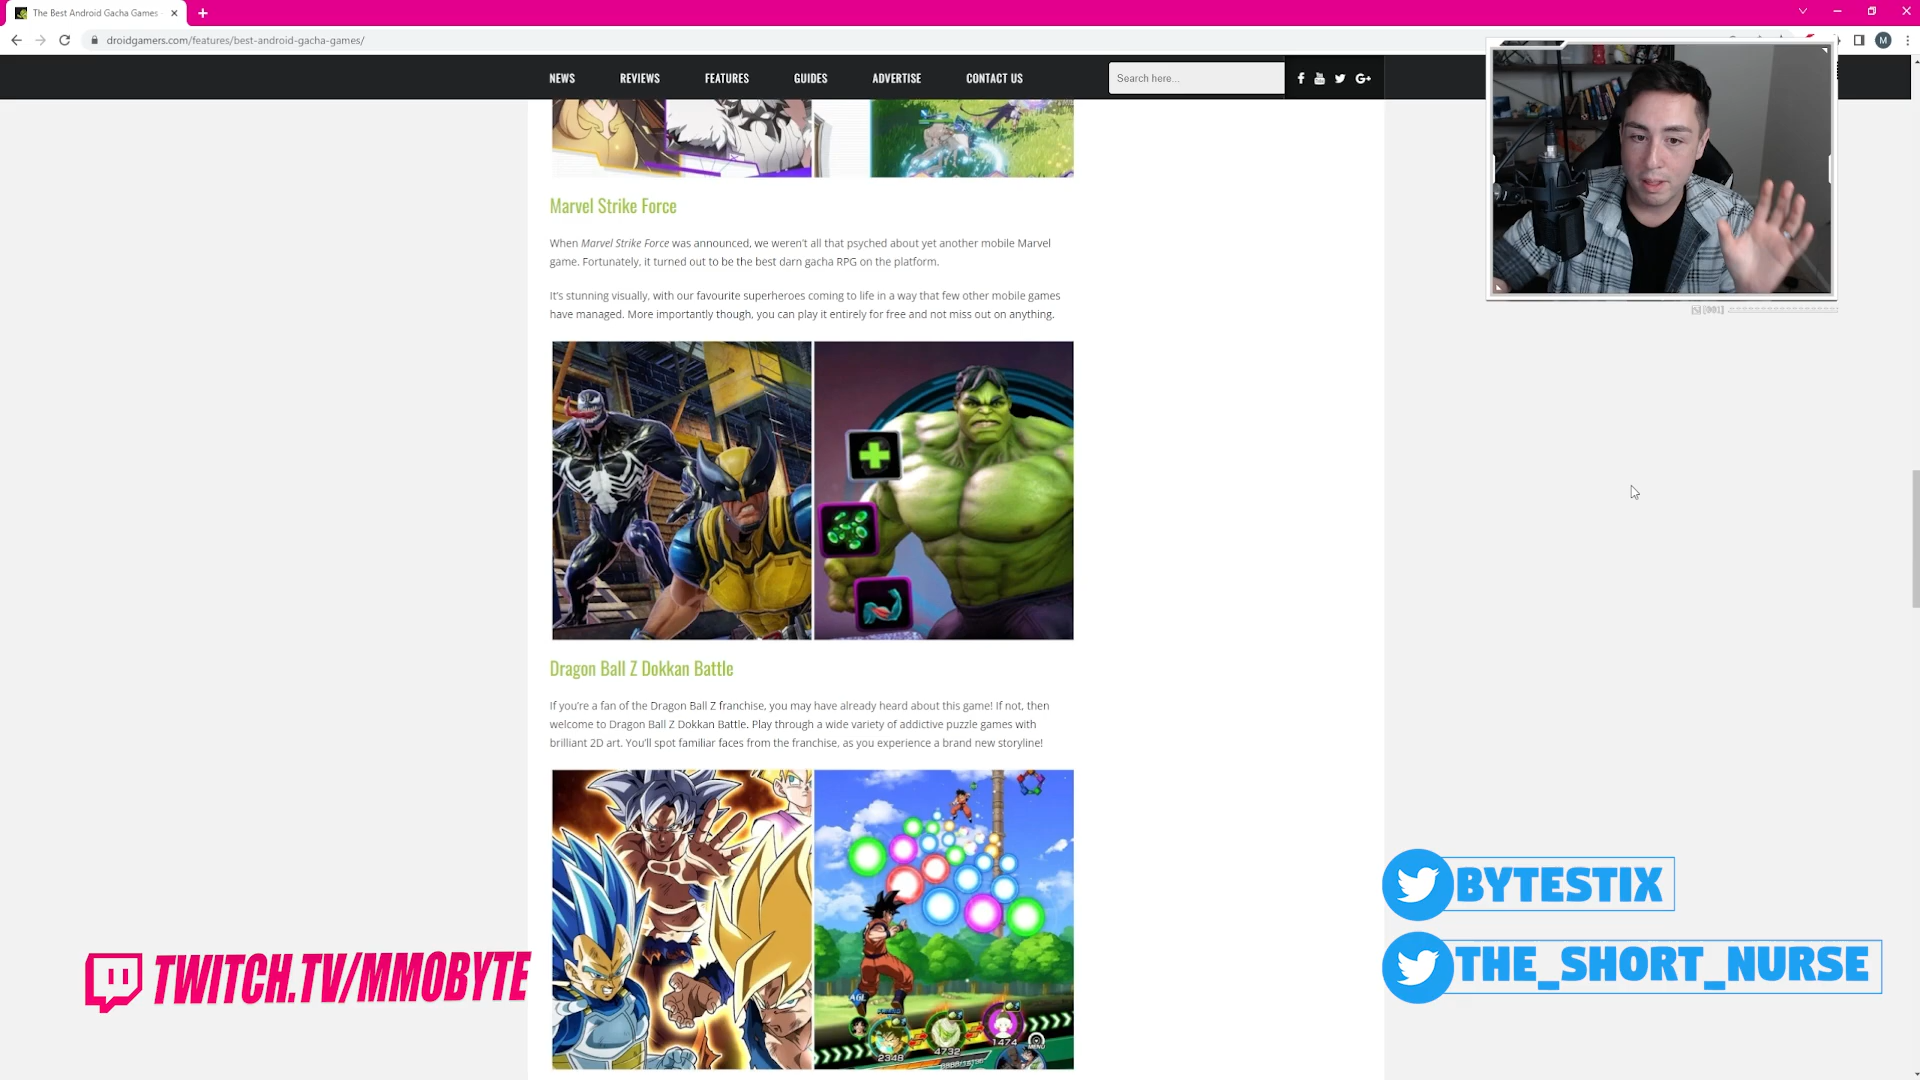 The Best Android Gacha Games
droidgamers.com/features/best-android-gacha-games/
M
NEWS REVIEWS FEATURES GUIDES ADVERTISE CONTACT US
Search here...
Marvel Strike Force
When Marvel Strike Force was announced, we weren't all that psyched about yet another mobile Marvel
game. Fortunately, it turned out to be the best darn gacha RPG on the platform.
It's stunning visually, with our favourite superheroes coming to life in a way that few other mobile games
have managed. More importantly though, you can play it entirely for free and not miss out on anything.
[001]
Dragon Ball Z Dokkan Battle
If you're a fan of the Dragon Ball Z franchise, you may have already heard about this game! If not, then
welcome to Dragon Ball Z Dokkan Battle. Play through a wide variety of addictive puzzle games with
brilliant 2D art. You'll spot familiar faces from the franchise, as you experience a brand new storyline!
AGL
2348 4732 1474 MENU
BYTESTIX
THE_SHORT_NURSE
TWITCH.TV/MMOBYTE